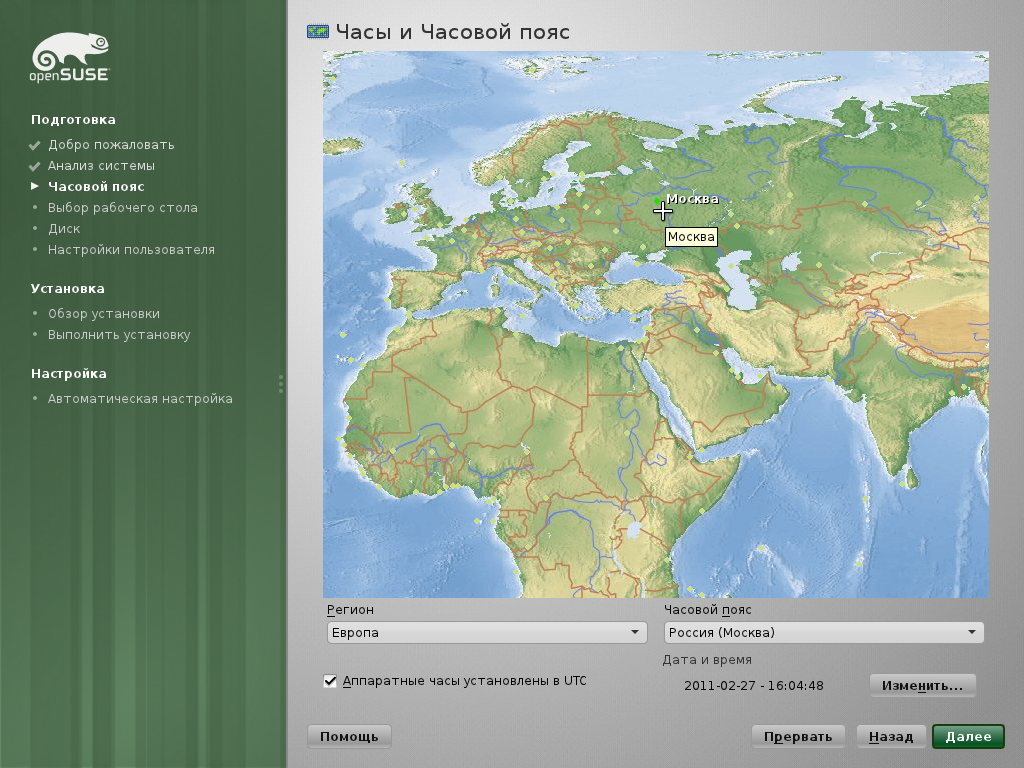 openSUSE
Подготовка
Добро пожаловать
Анализ системы
Часовой пояс
Выбор рабочего стола
Диск
Настройки пользователя
Установка
Обзор установки
Выполнить установку
Настройка
Автоматическая настройка
Часы и Часовой пояс
Москва
Москва
Регион
Часовой пояс
Европа
Россия (Москва)
Дата и время
Аппаратные часы установлены в UTC
2011-02-27 - 16:04:48
Изменить...
Помощь
Прервать
Назад
Далее